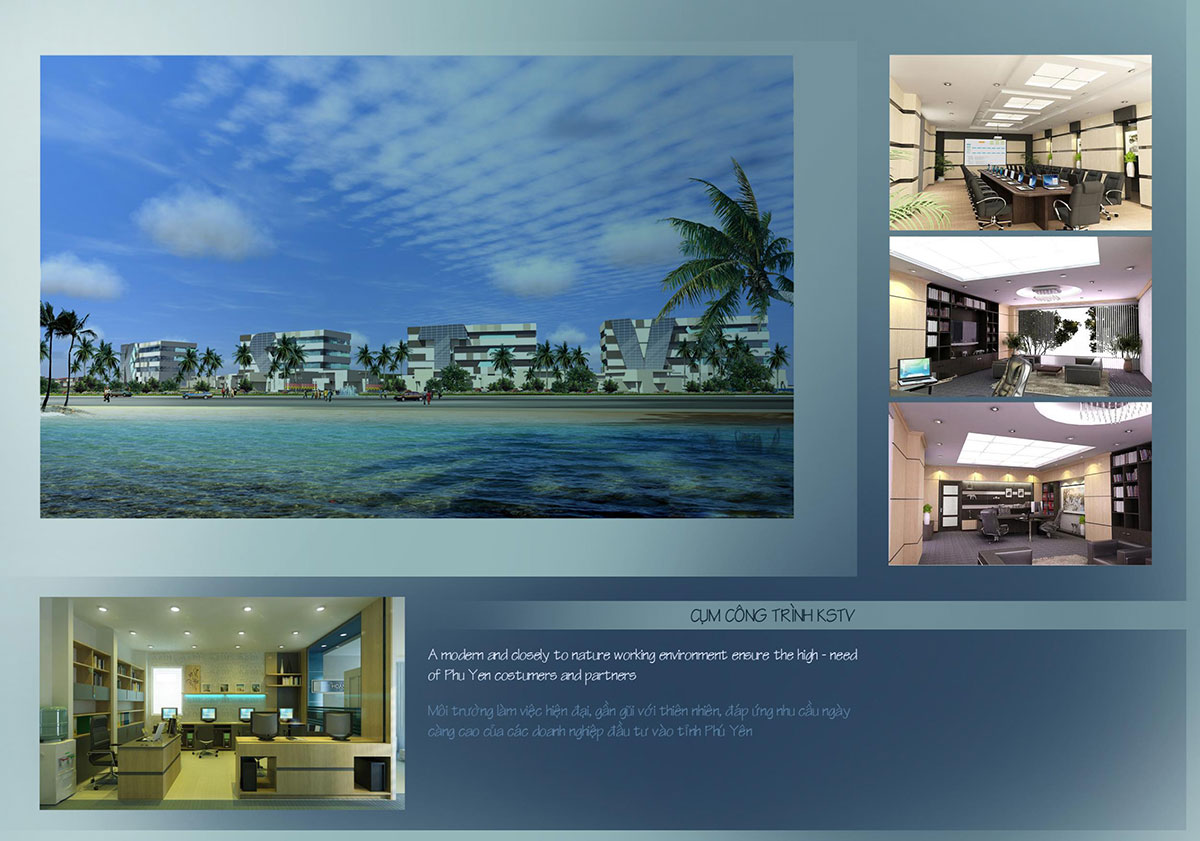 CỤM CÔNG TRÌNH KSTV
A modern and closely to nature working environment ensure the high - need
of Phu Yen costumers and partners
Môi trường làm việc hiện đại, gần gũi với thiên nhiên, đáp ứng nhu cầu ngày
càng cao của các doanh nghiệp đầu tư vào tỉnh Phú Yên